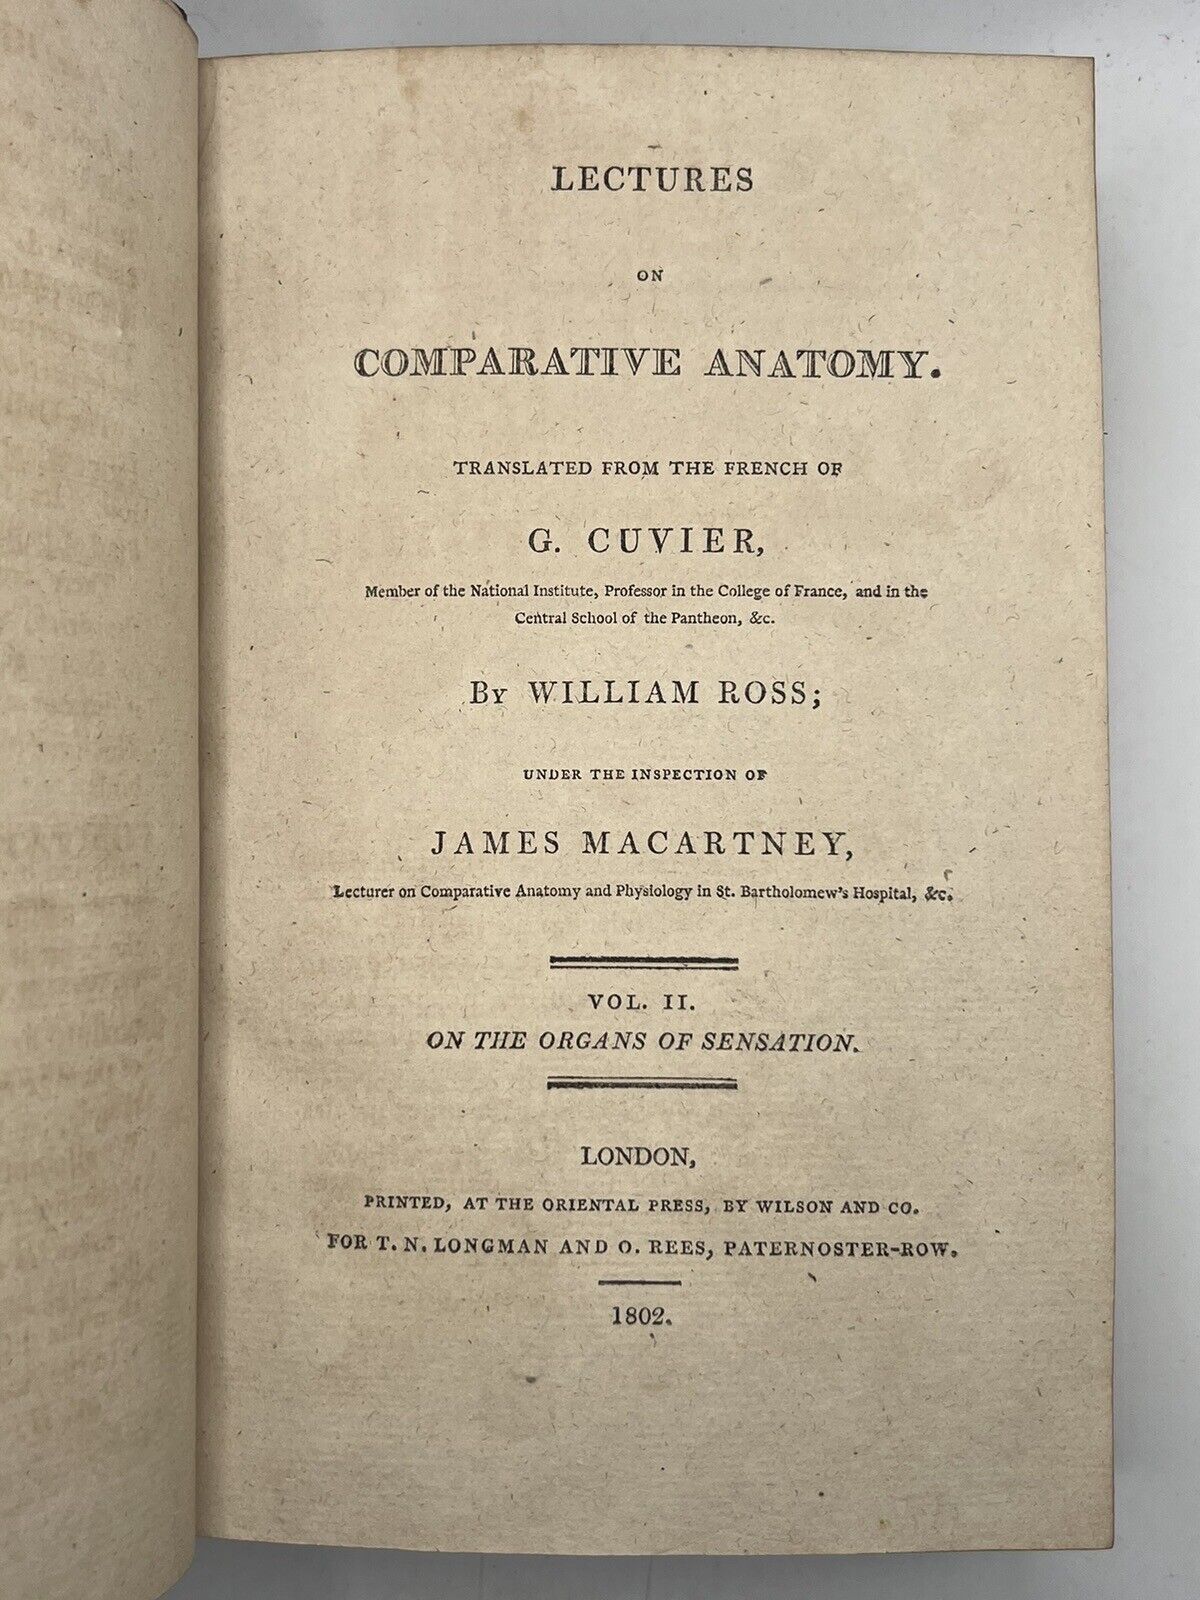 LECTURES
ON
COMPARATIVE ANATOMY.
TRANSLATED FROM THE FRENCH OF
G. CUVIER,
Member of the National Institute, Professor in the College of France, and in the
Central School of the Pantheon, &c.
By WILLIAM ROSS;
UNDER THE INSPECTION OF
JAMES MACARTNEY,
Lecturer on Comparative Anatomy and Physiology in St. Bartholomew's Hospital, &c.
VOL. II.
ON THE ORGANS OF SENSATION.
LONDON,
PRINTED, AT THE ORIENTAL PRESS, BY WILSON AND CO.
FOR T. N. LONGMAN AND O. REES, PATERNOSTER-ROW.
1802.